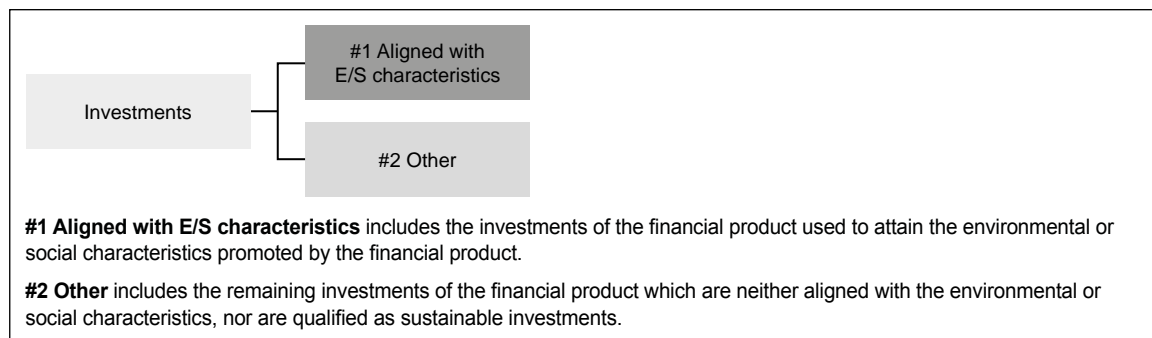 #1 Aligned with
E/S characteristics
Investments
#2 Other
#1 Aligned with E/S characteristics includes the investments of the financial product used to attain the environmental or
social characteristics promoted by the financial product.
#2 Other includes the remaining investments of the financial product which are neither aligned with the environmental or
social characteristics, nor are qualified as sustainable investments.